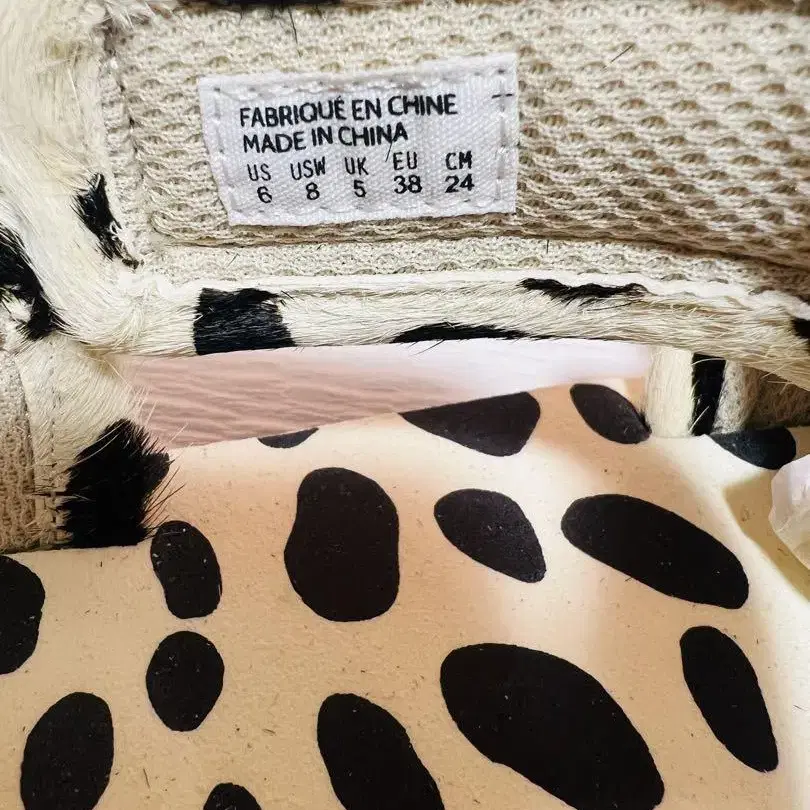 FABRIQUÉ EN CHINE
MADE IN CHINA
US USW UK EU CM
6 8 5 38 24